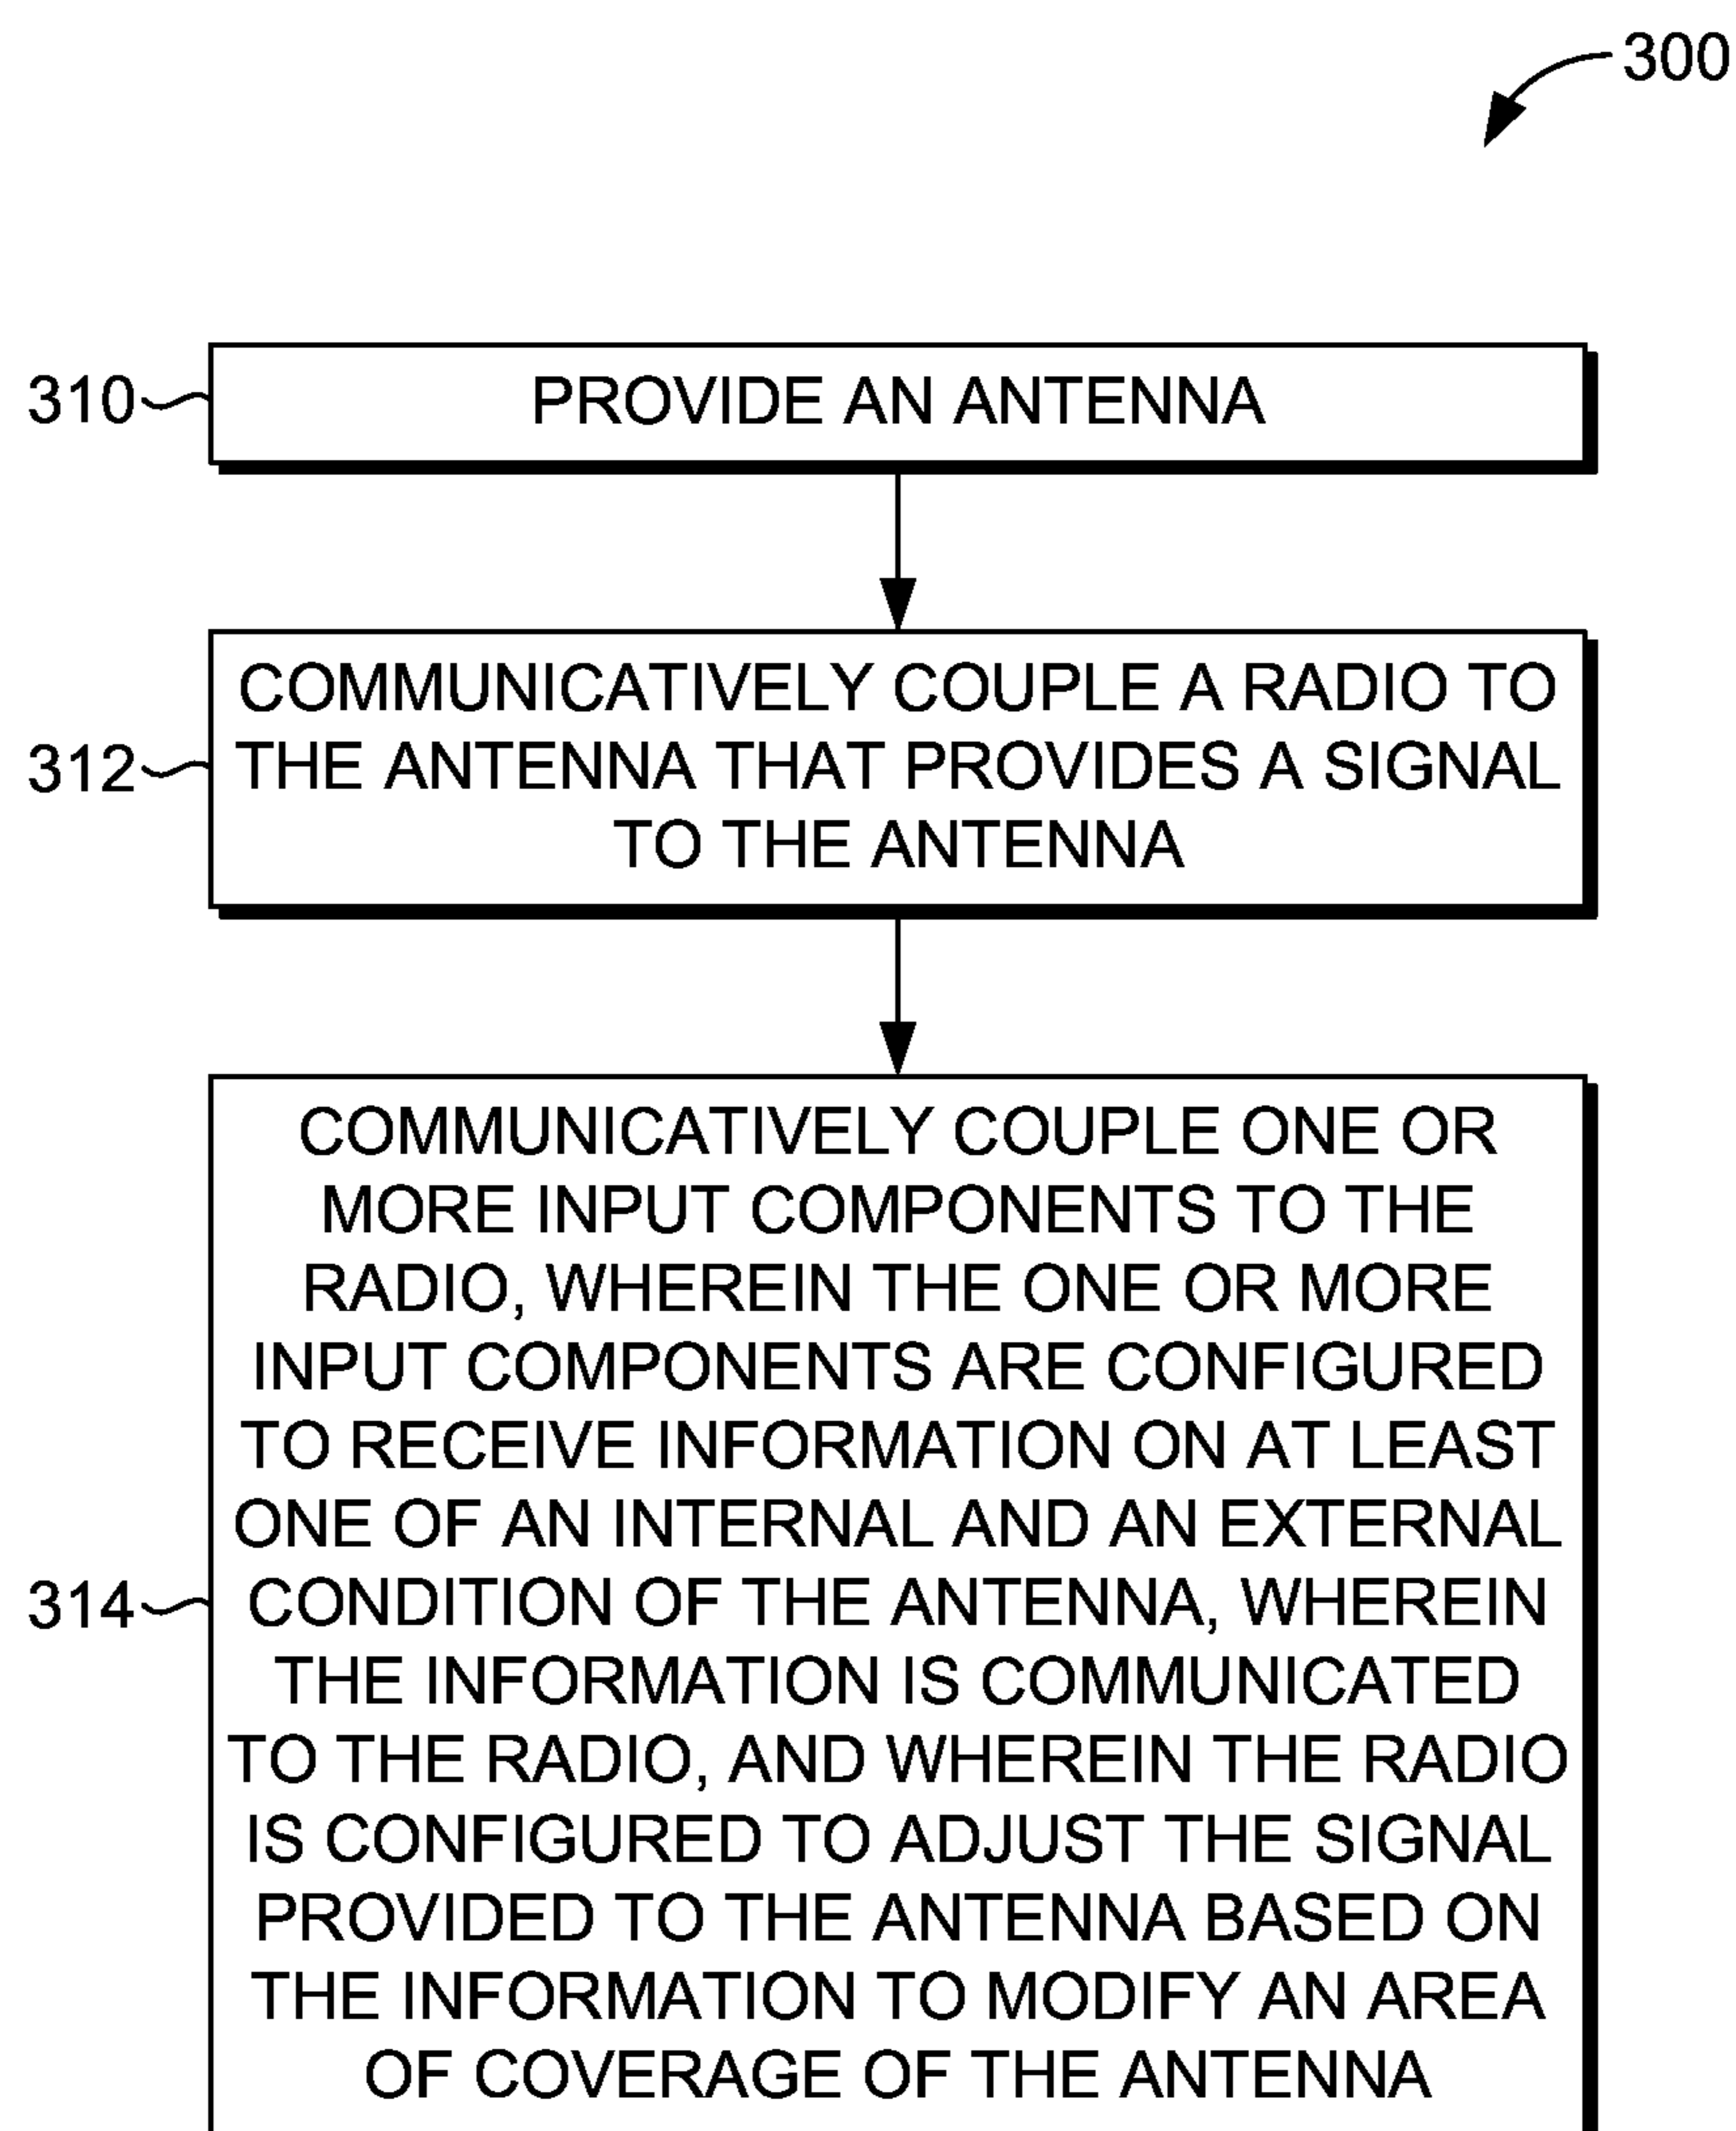 300
310
PROVIDE AN ANTENNA
312
COMMUNICATIVELY COUPLE A RADIO TO
THE ANTENNA THAT PROVIDES A SIGNAL
TO THE ANTENNA
314
COMMUNICATIVELY COUPLE ONE OR
MORE INPUT COMPONENTS TO THE
RADIO, WHEREIN THE ONE OR MORE
INPUT COMPONENTS ARE CONFIGURED
TO RECEIVE INFORMATION ON AT LEAST
ONE OF AN INTERNAL AND AN EXTERNAL
CONDITION OF THE ANTENNA, WHEREIN
THE INFORMATION IS COMMUNICATED
TO THE RADIO, AND WHEREIN THE RADIO
IS CONFIGURED TO ADJUST THE SIGNAL
PROVIDED TO THE ANTENNA BASED ON
THE INFORMATION TO MODIFY AN AREA
OF COVERAGE OF THE ANTENNA